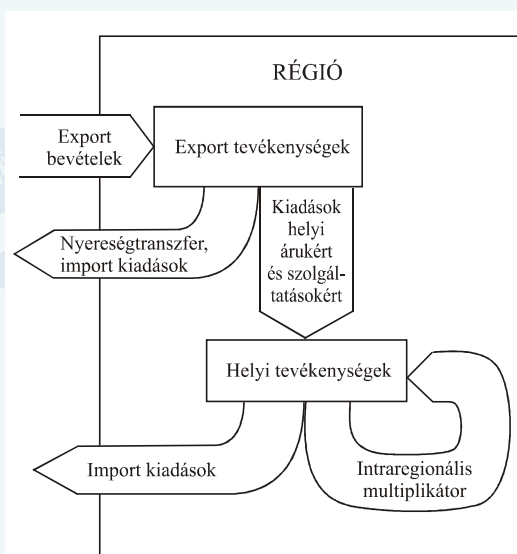 RÉGIÓ
Export
bevételek
Export tevékenységek
Nyereségtranszfer,
import kiadások
Kiadások
helyi
árukért
és szolgál-
tatásokért
Helyi tevékenységek
Import kiadások
Intraregionális
multiplikátor